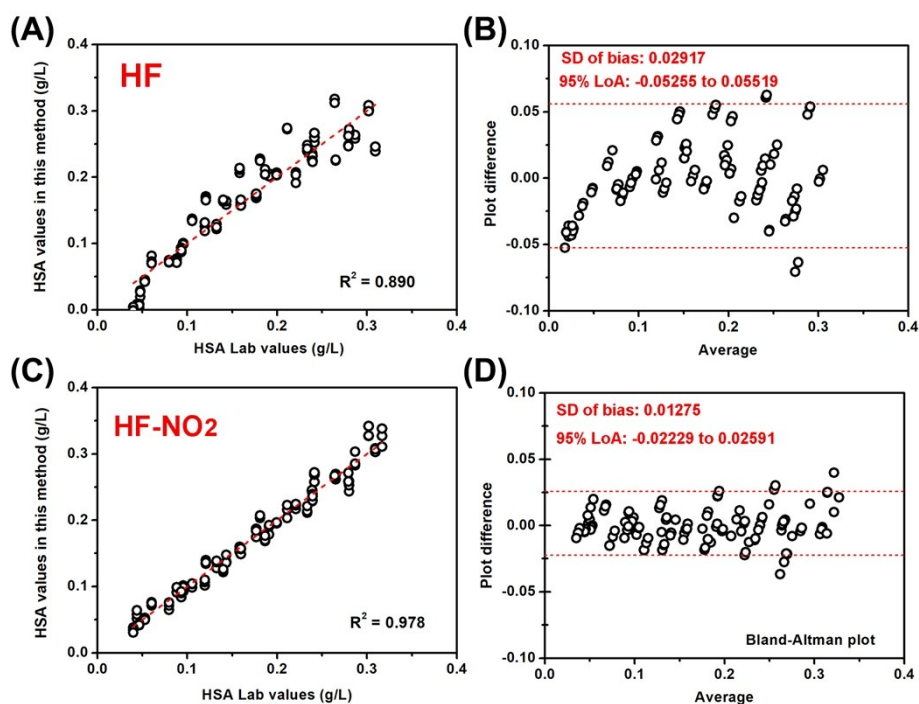 (A)
HF
R² = 0.890
HSA values in this method (g/L)
0.4
0.3
0.2
0.1
0.0
0.0 0.1 0.2 0.3 0.4
HSA Lab values (g/L)
(B)
SD of bias: 0.02917
95% LoA: -0.05255 to 0.05519
Plot difference
0.10
0.05
0.00
-0.05
-0.10
0.0 0.1 0.2 0.3 0.4
Average
(C)
HF-NO2
R² = 0.978
HSA values in this method (g/L)
0.4
0.3
0.2
0.1
0.0
0.0 0.1 0.2 0.3 0.4
HSA Lab values (g/L)
(D)
SD of bias: 0.01275
95% LoA: -0.02229 to 0.02591
Bland-Altman plot
Plot difference
0.10
0.05
0.00
-0.05
-0.10
0.0 0.1 0.2 0.3 0.4
Average